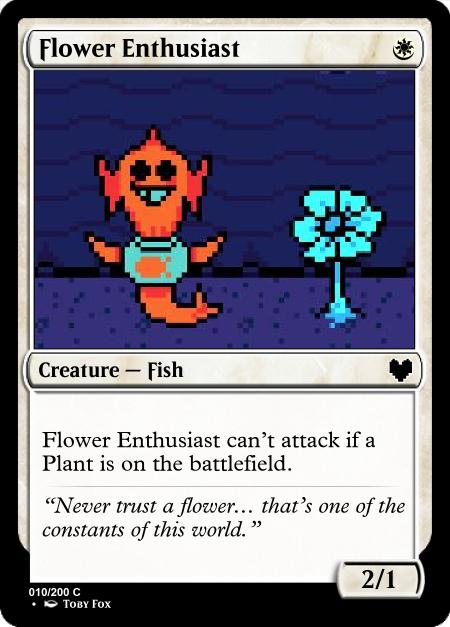 Flower Enthusiast
Creature — Fish
Flower Enthusiast can't attack if a
Plant is on the battlefield.
“Never trust a flower… that's one of the
constants of this world.”
2/1
010/200 C
• Toby Fox